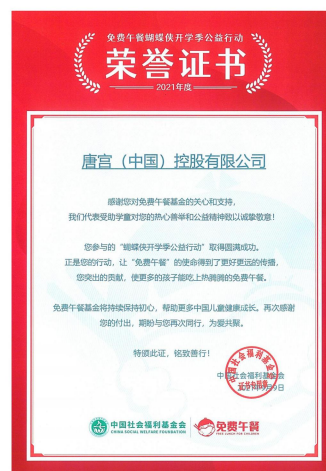 免费午餐蝴蝶侠开学季公益行动
荣誉证书
2021年度
唐宫（中国）控股有限公司
感谢您对免费午餐基金的关心和支持，
我们代表受助学童对您的热心善举和公益精神致以诚挚敬意！
您参与的“蝴蝶侠开学季公益行动”取得圆满成功。
正是您的行动，让“免费午餐”的使命得到了更好更远的传播，
您突出的贡献，使更多的孩子能吃上热腾腾的免费午餐。
免费午餐基金将持续保持初心，帮助更多中国儿童健康成长。再次感谢
您的付出，期盼与您再次同行，为爱共聚。
特颁此证，铭致善行！
中国社会福利基金会
中国社会福利基金会
CHINA SOCIAL WELFARE FOUNDATION
免费午餐
FREE LUNCH FOR CHILDREN